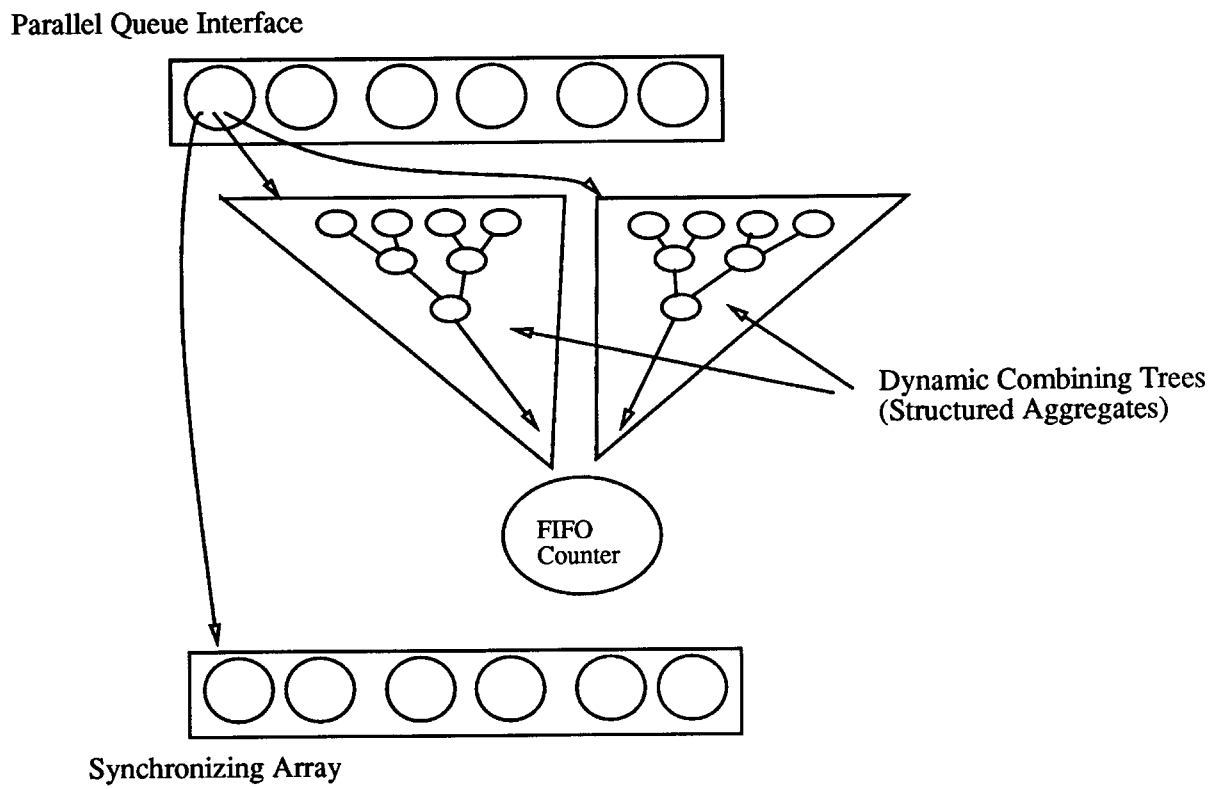 Parallel Queue Interface
Dynamic Combining Trees
(Structured Aggregates)
FIFO
Counter
Synchronizing Array